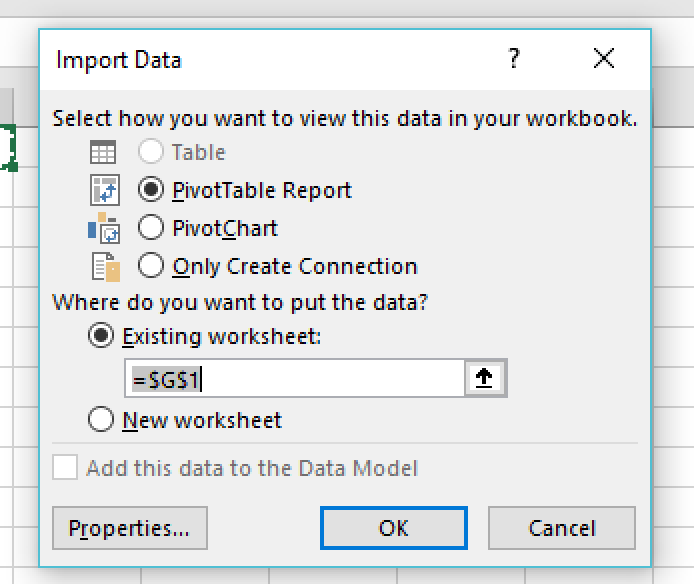 Import Data ?
Select how you want to view this data in your workbook.
Table
PivotTable Report
PivotChart
Only Create Connection
Where do you want to put the data?
Existing worksheet:
=$G$1
New worksheet
Add this data to the Data Model
Properties... OK Cancel